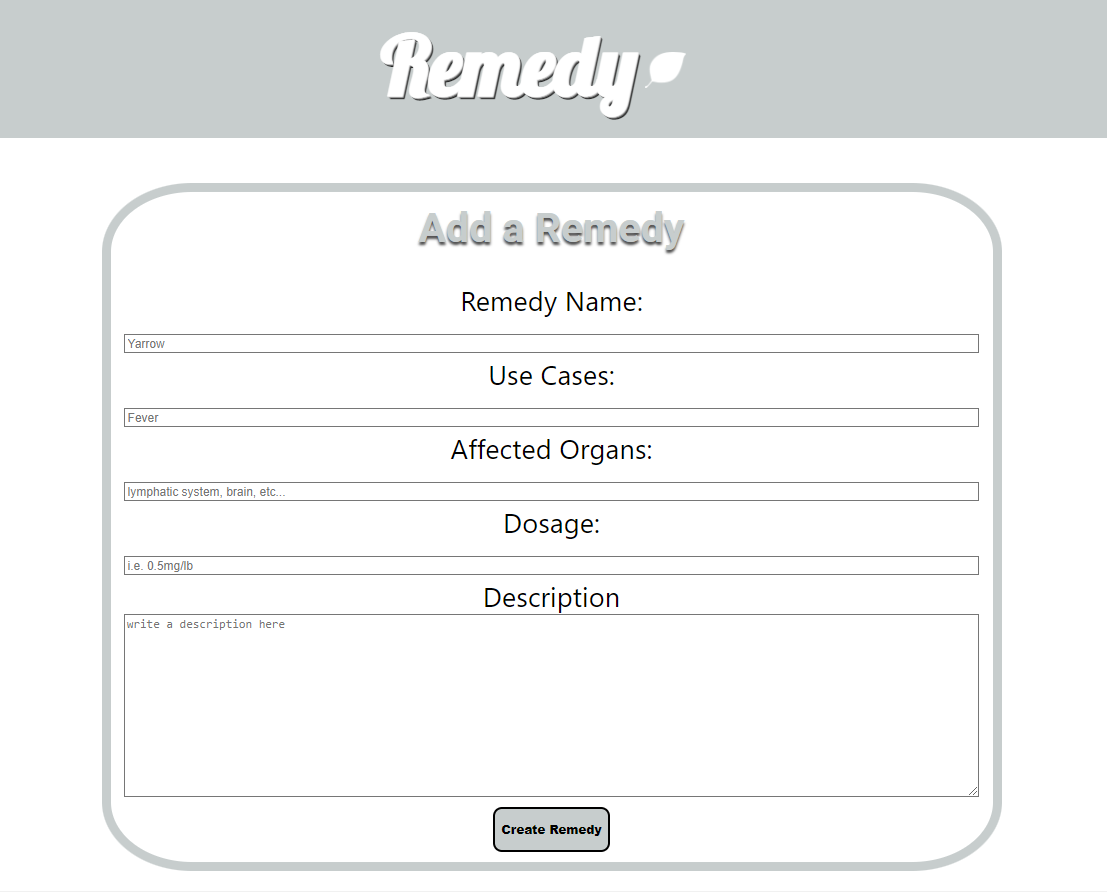 Remedy
Add a Remedy
Remedy Name:
Yarrow
Use Cases:
Fever
Affected Organs:
lymphatic system, brain, etc...
Dosage:
i.e. 0.5mg/lb
Description
write a description here
Create Remedy